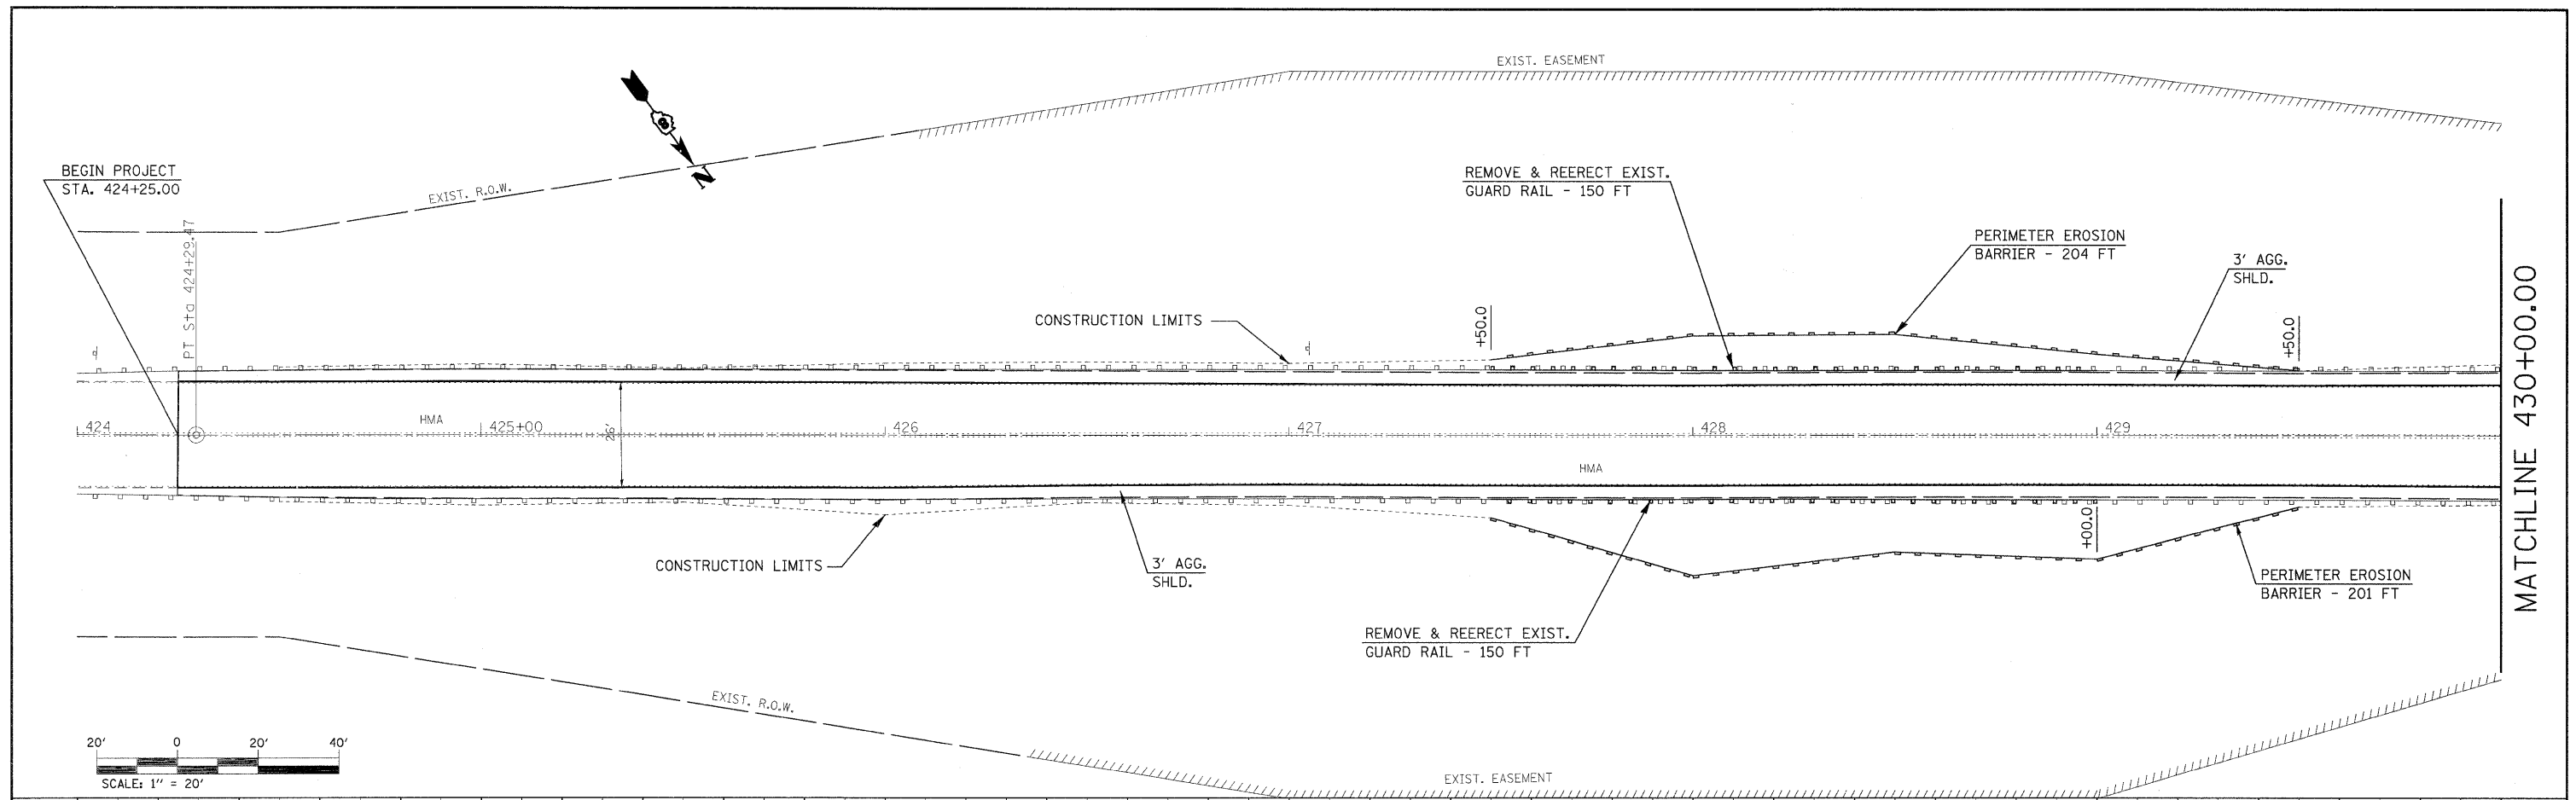 EXIST. EASEMENT
BEGIN PROJECT
STA. 424+25.00
N
EXIST. R.O.W.
PT Sta 424+29.47
REMOVE & REERECT EXIST.
GUARD RAIL - 150 FT
PERIMETER EROSION
BARRIER - 204 FT
3' AGG.
SHLD.
CONSTRUCTION LIMITS
+50.0
+50.0
MATCHLINE 430+00.00
424
HMA
425+00
26'
426
427
428
429
HMA
+00.0
CONSTRUCTION LIMITS
3' AGG.
SHLD.
PERIMETER EROSION
BARRIER - 201 FT
REMOVE & REERECT EXIST.
GUARD RAIL - 150 FT
EXIST. R.O.W.
20' 0 20' 40'
SCALE: 1" = 20'
EXIST. EASEMENT